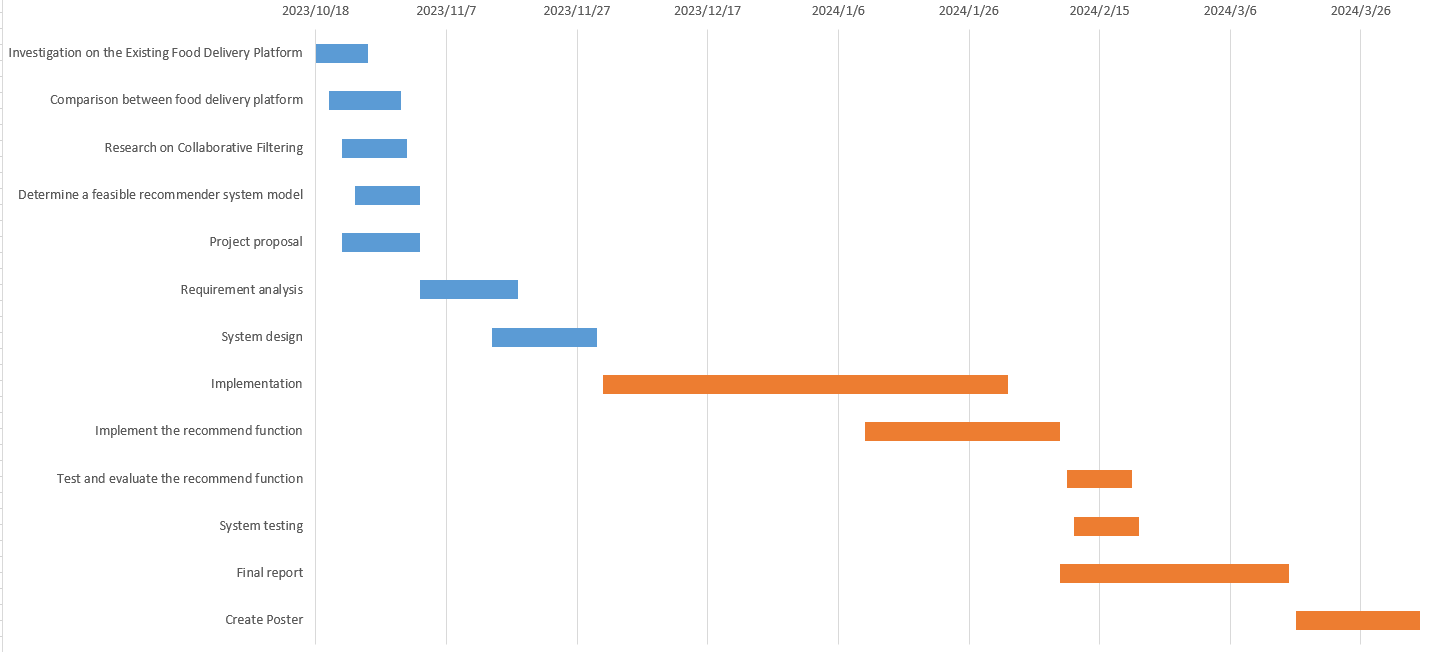 2023/10/18 2023/11/7 2023/11/27 2023/12/17 2024/1/6 2024/1/26 2024/2/15 2024/3/6 2024/3/26
Investigation on the Existing Food Delivery Platform
Comparison between food delivery platform
Research on Collaborative Filtering
Determine a feasible recommender system model
Project proposal
Requirement analysis
System design
Implementation
Implement the recommend function
Test and evaluate the recommend function
System testing
Final report
Create Poster